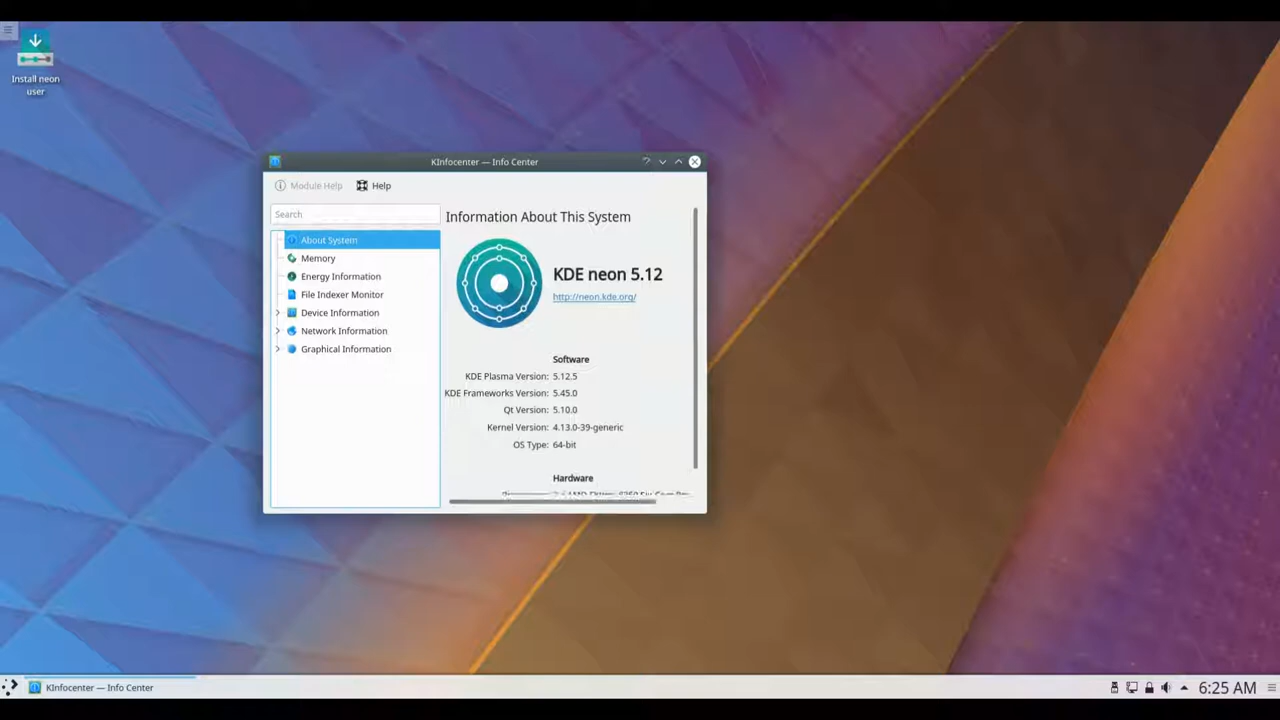 Install neon
user
KInfocenter — Info Center
Module Help
Help
Search
About System
Memory
Energy Information
File Indexer Monitor
Device Information
Network Information
Graphical Information
Information About This System
KDE neon 5.12
http://neon.kde.org/
Software
KDE Plasma Version: 5.12.5
KDE Frameworks Version: 5.45.0
Qt Version: 5.10.0
Kernel Version: 4.13.0-39-generic
OS Type: 64-bit
Hardware
KInfocenter — Info Center
6:25 AM